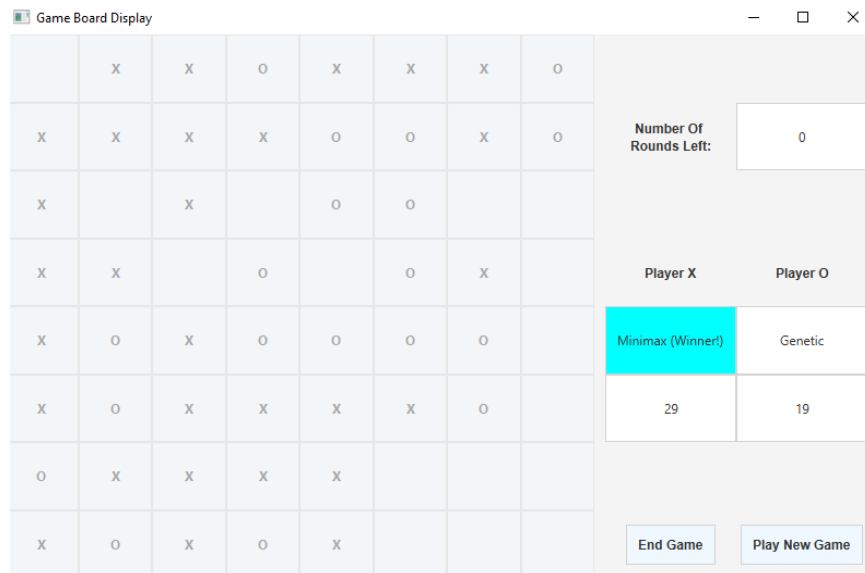 Game Board Display
X X O X X X O
X X X X O O X O
X X O O
X X O O X
X O X O O O O
X O X X X X O
O X X X X
X O X O X
Number Of
Rounds Left:
0
Player X Player O
Minimax (Winner!) Genetic
29 19
End Game Play New Game